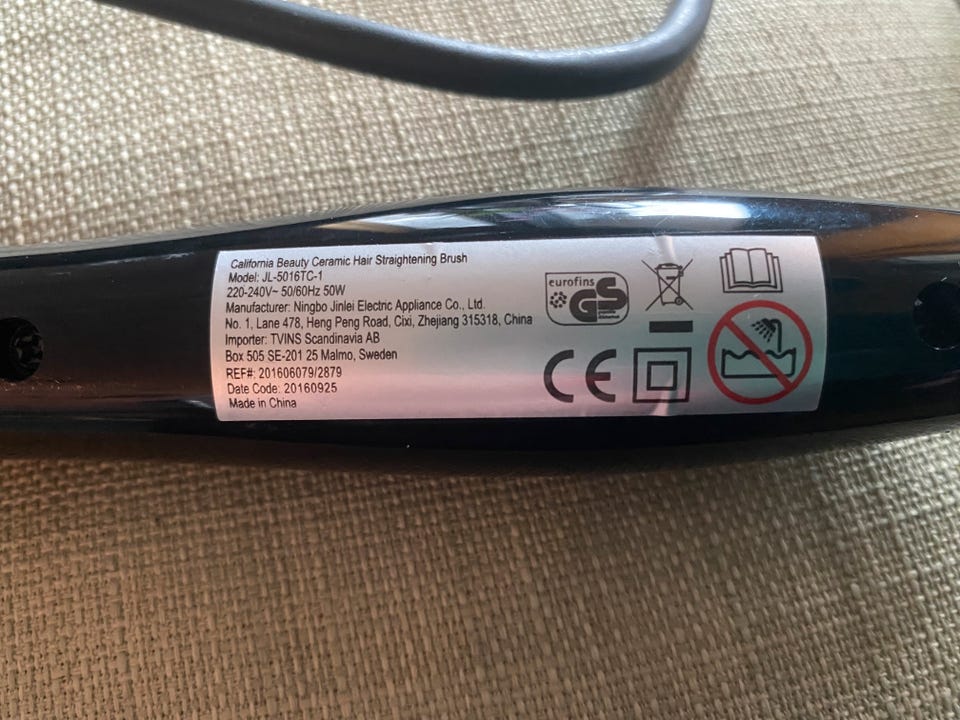 California Beauty Ceramic Hair Straightening Brush
Model: JL-5016TC-1
220-240V~ 50/60Hz 50W
Manufacturer: Ningbo Jinlei Electric Appliance Co., Ltd.
No. 1, Lane 478, Heng Peng Road, Cixi, Zhejiang 315318, China
Importer: TVINS Scandinavia AB
Box 505 SE-201 25 Malmo, Sweden
REF#: 201606079/2879
Date Code: 20160925
Made in China
eurofins
GS
CE